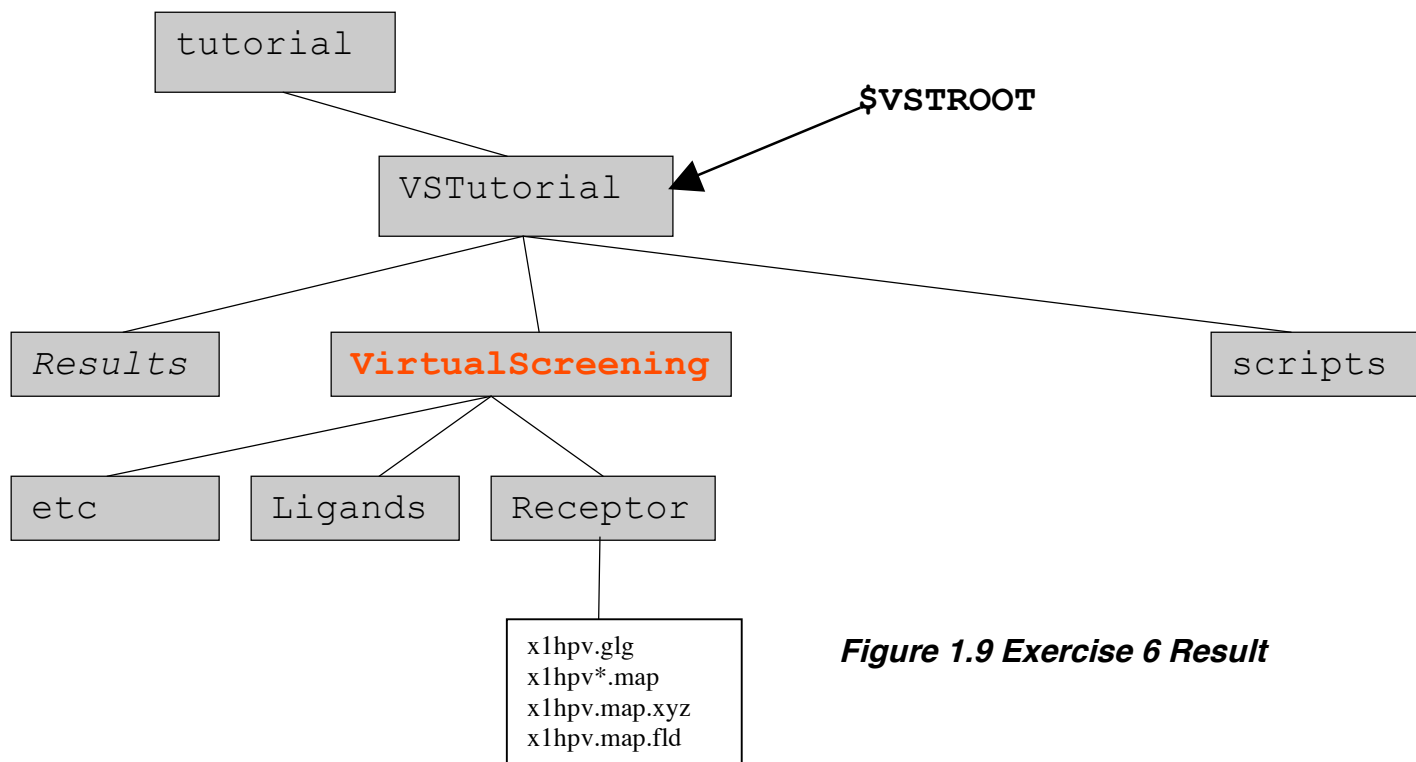 tutorial
$VSTROOT
VSTutorial
Results
VirtualScreening
scripts
etc
Ligands
Receptor
x1hpv.glg
x1hpv*.map
x1hpv.map.xyz
x1hpv.map.fld
Figure 1.9 Exercise 6 Result